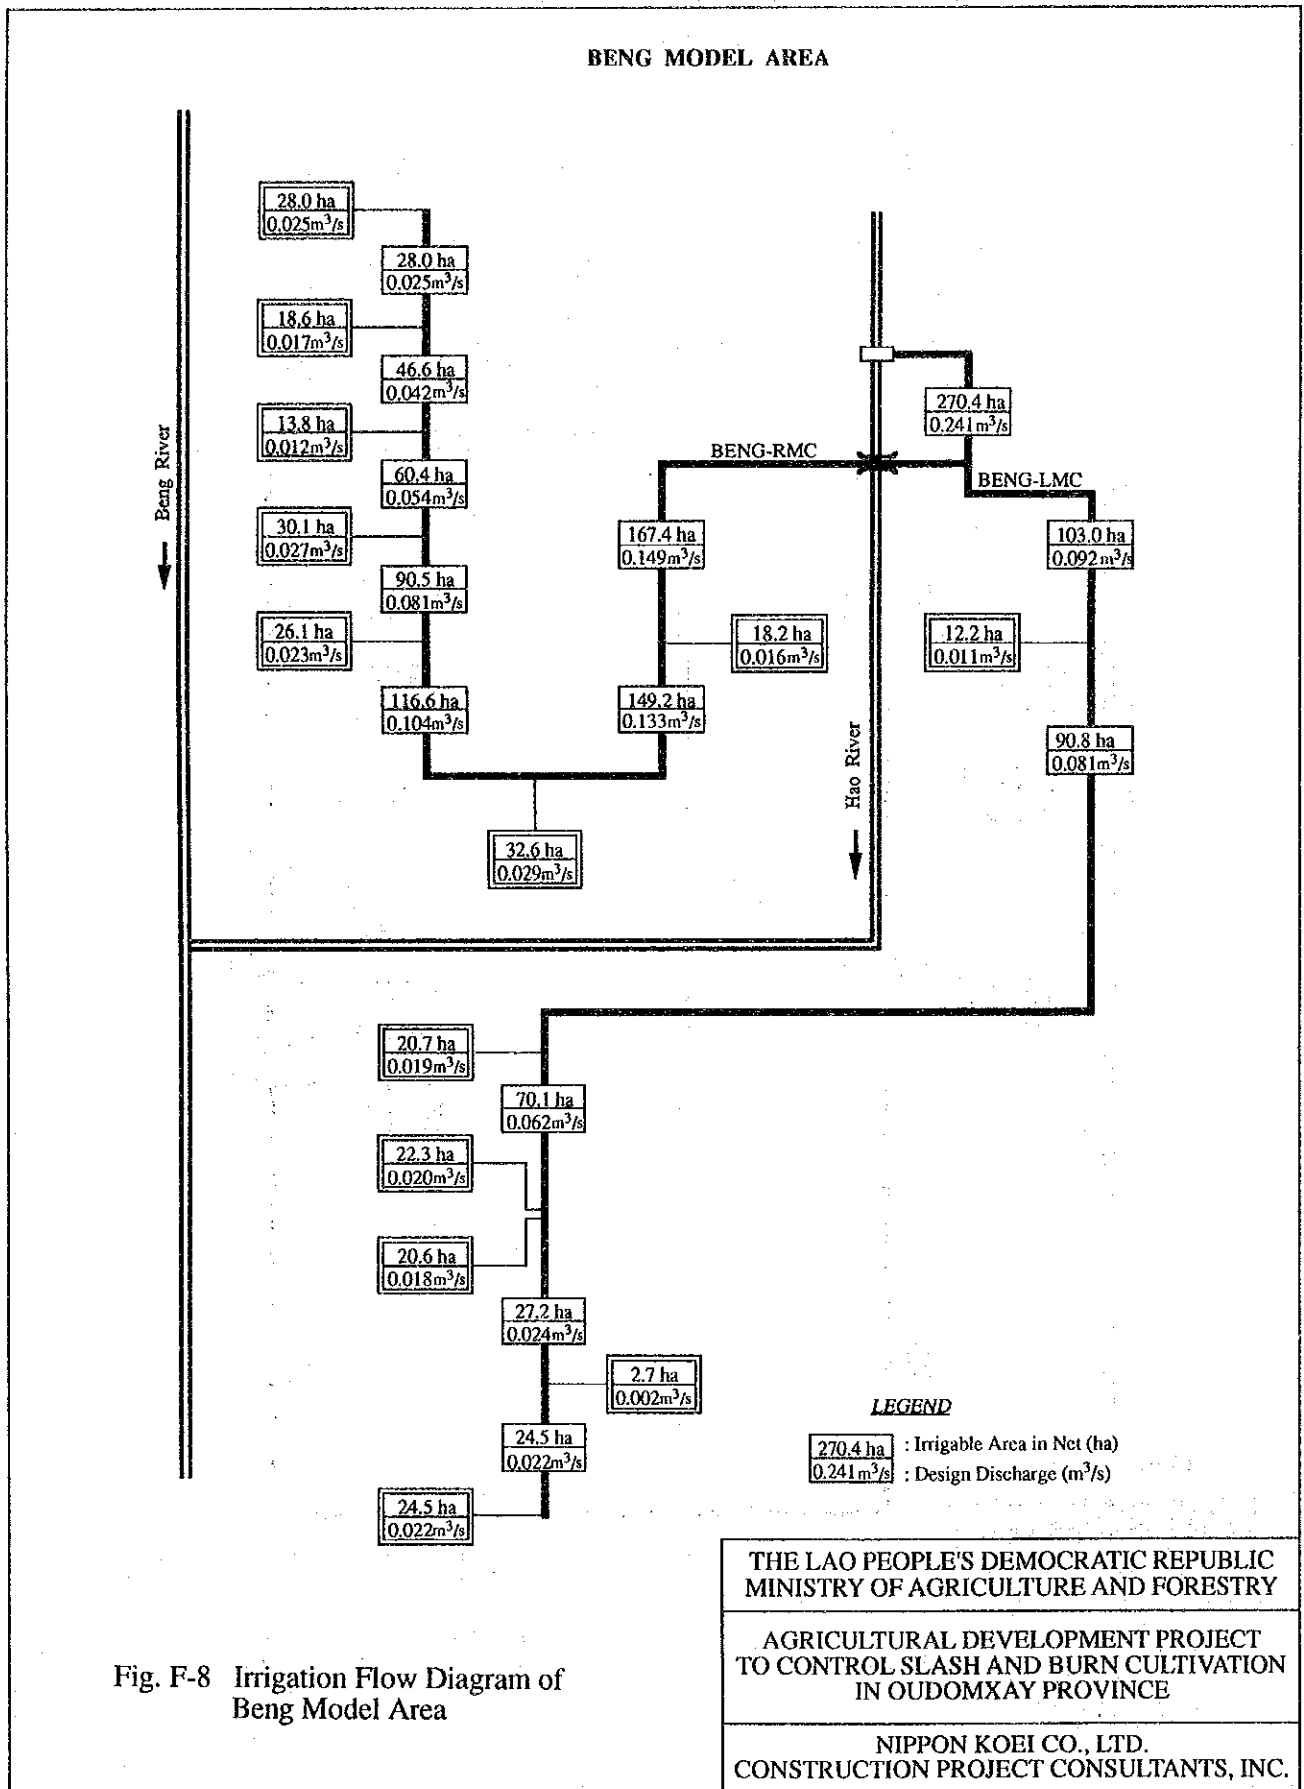 BENG MODEL AREA
28.0 ha
0.025m³/s
28.0 ha
0.025m³/s
18.6 ha
0.017m³/s
46.6 ha
0.042m³/s
13.8 ha
0.012m³/s
60.4 ha
0.054m³/s
30.1 ha
0.027m³/s
90.5 ha
0.081m³/s
26.1 ha
0.023m³/s
116.6 ha
0.104m³/s
Beng River
BENG-RMC
167.4 ha
0.149m³/s
18.2 ha
0.016m³/s
149.2 ha
0.133m³/s
32.6 ha
0.029m³/s
Hao River
270.4 ha
0.241m³/s
BENG-LMC
103.0 ha
0.092m³/s
12.2 ha
0.011m³/s
90.8 ha
0.081m³/s
20.7 ha
0.019m³/s
70.1 ha
0.062m³/s
22.3 ha
0.020m³/s
20.6 ha
0.018m³/s
27.2 ha
0.024m³/s
2.7 ha
0.002m³/s
24.5 ha
0.022m³/s
24.5 ha
0.022m³/s
LEGEND
270.4 ha : Irrigable Area in Net (ha)
0.241m³/s : Design Discharge (m³/s)
Fig. F-8 Irrigation Flow Diagram of
Beng Model Area
THE LAO PEOPLE'S DEMOCRATIC REPUBLIC
MINISTRY OF AGRICULTURE AND FORESTRY
AGRICULTURAL DEVELOPMENT PROJECT
TO CONTROL SLASH AND BURN CULTIVATION
IN OUDOMXAY PROVINCE
NIPPON KOEI CO., LTD.
CONSTRUCTION PROJECT CONSULTANTS, INC.